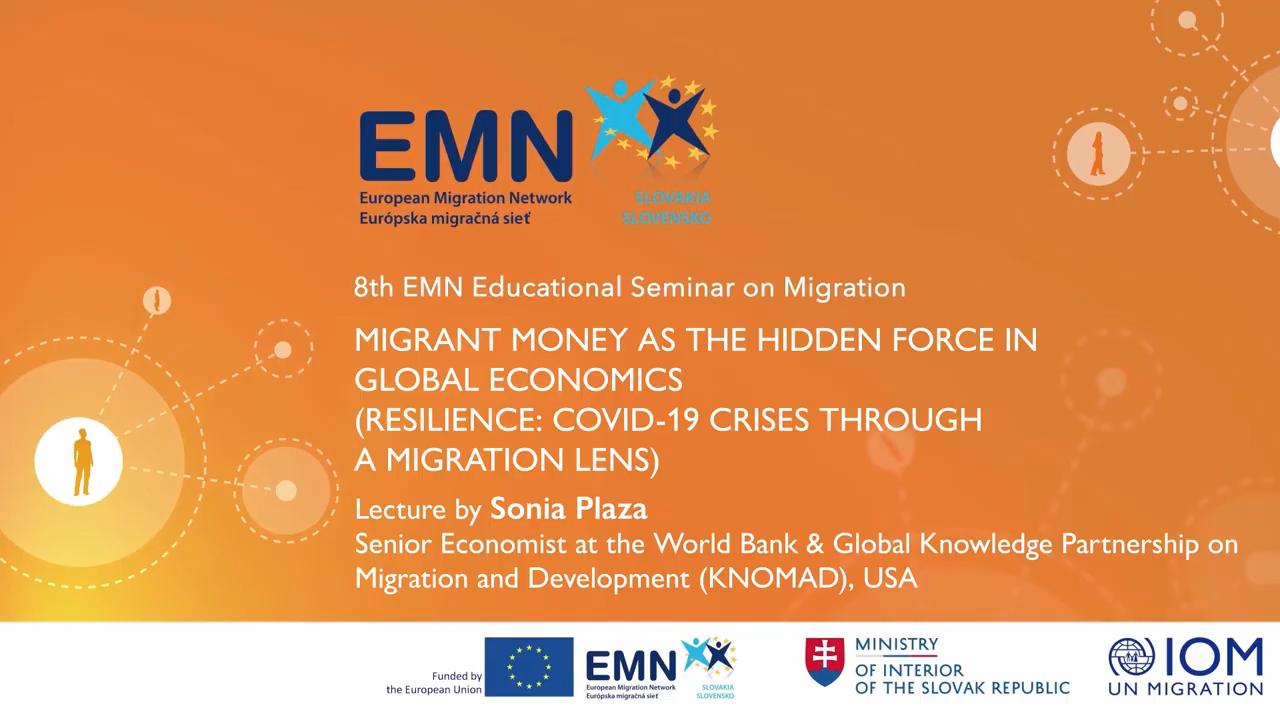 EMN
European Migration Network
Európska migračná sieť
SLOVAKIA
SLOVENSKO
8th EMN Educational Seminar on Migration
MIGRANT MONEY AS THE HIDDEN FORCE IN
GLOBAL ECONOMICS
(RESILIENCE: COVID-19 CRISES THROUGH
A MIGRATION LENS)
Lecture by Sonia Plaza
Senior Economist at the World Bank & Global Knowledge Partnership on
Migration and Development (KNOMAD), USA
Funded by
the European Union
EMN
European Migration Network
Európska migračná sieť
SLOVAKIA
SLOVENSKO
MINISTRY
OF INTERIOR
OF THE SLOVAK REPUBLIC
IOM
UN MIGRATION